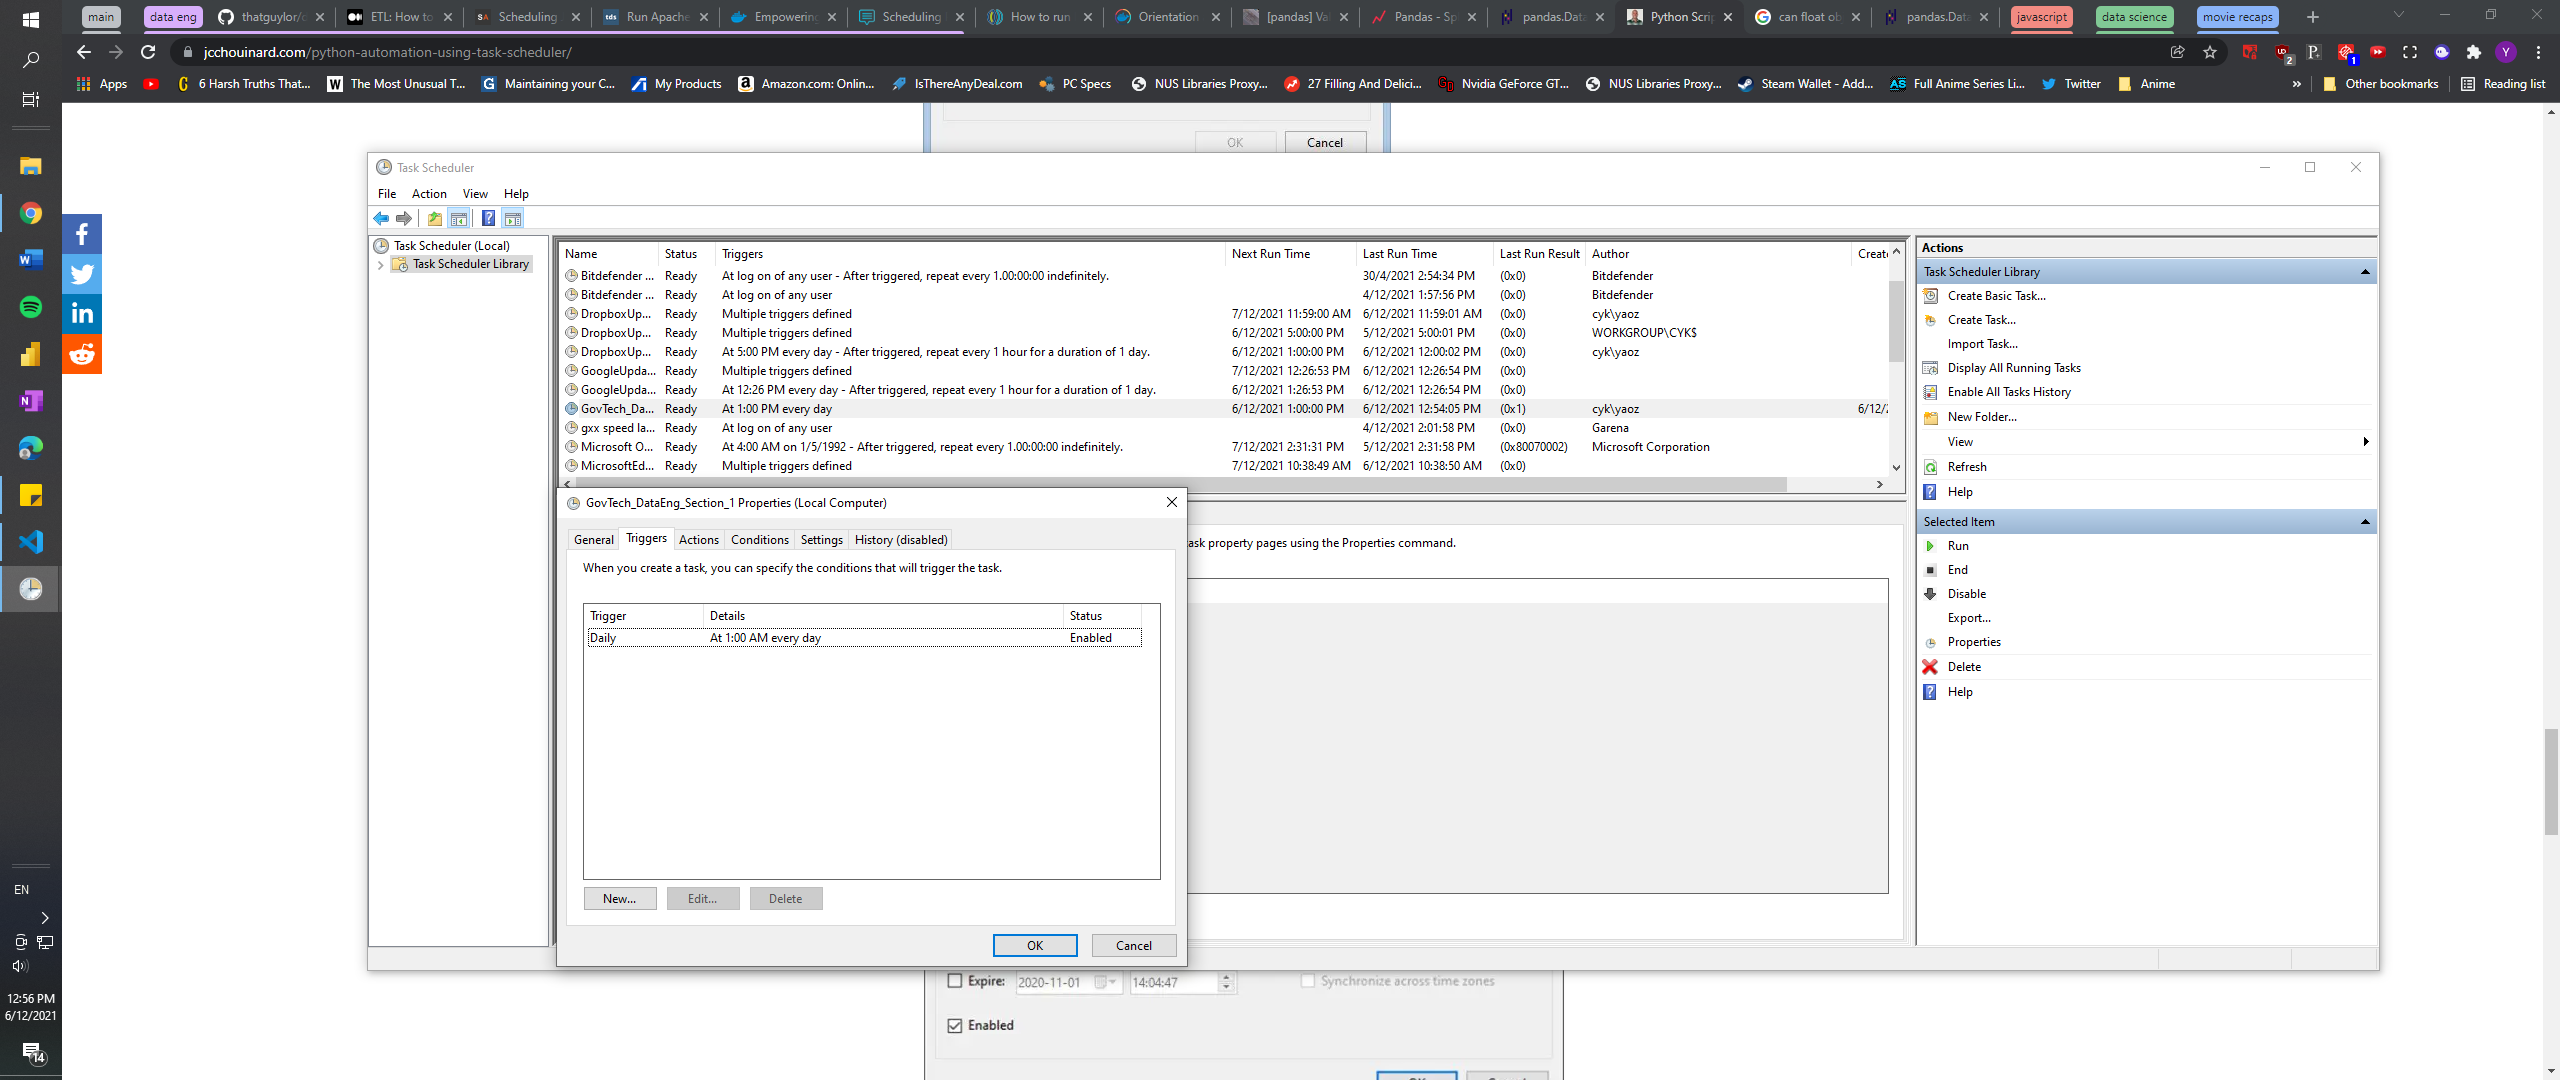 main
data eng
thatguylor/c
ETL: How to
Scheduling
Run Apache
Empowering
Scheduling
How to run
Orientation
[pandas] Val
Pandas - Spl
pandas.Data
Python Scrip
can float ob
pandas.Data
javascript
data science
movie recaps
jcchouinard.com/python-automation-using-task-scheduler/
Apps
6 Harsh Truths That...
The Most Unusual T...
Maintaining your C...
My Products
Amazon.com: Onlin...
IsThereAnyDeal.com
PC Specs
NUS Libraries Proxy...
27 Filling And Delici...
Nvidia GeForce GT...
NUS Libraries Proxy...
Steam Wallet - Add...
Full Anime Series Li...
Twitter
Anime
»
Other bookmarks
Reading list
OK
Cancel
Task Scheduler
File Action View Help
Task Scheduler (Local)
Task Scheduler Library
Name Status Triggers Next Run Time Last Run Time Last Run Result Author Create
Bitdefender ... Ready At log on of any user - After triggered, repeat every 1.00:00:00 indefinitely. 30/4/2021 2:54:34 PM (0x0) Bitdefender
Bitdefender ... Ready At log on of any user 4/12/2021 1:57:56 PM (0x0) Bitdefender
DropboxUp... Ready Multiple triggers defined 7/12/2021 11:59:00 AM 6/12/2021 11:59:01 AM (0x0) cyk\yaoz
DropboxUp... Ready Multiple triggers defined 6/12/2021 5:00:00 PM 5/12/2021 5:00:01 PM (0x0) WORKGROUP\CYK$
DropboxUp... Ready At 5:00 PM every day - After triggered, repeat every 1 hour for a duration of 1 day. 6/12/2021 1:00:00 PM 6/12/2021 12:00:02 PM (0x0) cyk\yaoz
GoogleUpda... Ready Multiple triggers defined 7/12/2021 12:26:53 PM 6/12/2021 12:26:54 PM (0x0)
GoogleUpda... Ready At 12:26 PM every day - After triggered, repeat every 1 hour for a duration of 1 day. 6/12/2021 1:26:53 PM 6/12/2021 12:26:54 PM (0x0)
GovTech_Da... Ready At 1:00 PM every day 6/12/2021 1:00:00 PM 6/12/2021 12:54:05 PM (0x1) cyk\yaoz 6/12/2
gxx speed la... Ready At log on of any user 4/12/2021 2:01:58 PM (0x0) Garena
Microsoft O... Ready At 4:00 AM on 1/5/1992 - After triggered, repeat every 1.00:00:00 indefinitely. 7/12/2021 2:31:31 PM 5/12/2021 2:31:58 PM (0x80070002) Microsoft Corporation
MicrosoftEd... Ready Multiple triggers defined 7/12/2021 10:38:49 AM 6/12/2021 10:38:50 AM (0x0)
GovTech_DataEng_Section_1 Properties (Local Computer)
General Triggers Actions Conditions Settings History (disabled)
ask property pages using the Properties command.
When you create a task, you can specify the conditions that will trigger the task.
Trigger Details Status
Daily At 1:00 AM every day Enabled
New... Edit... Delete
OK Cancel
Actions
Task Scheduler Library
Create Basic Task...
Create Task...
Import Task...
Display All Running Tasks
Enable All Tasks History
New Folder...
View
Refresh
Help
Selected Item
Run
End
Disable
Export...
Properties
Delete
Help
Expire: 2020-11-01 14:04:47 Synchronize across time zones
Enabled
EN
12:56 PM
6/12/2021
14